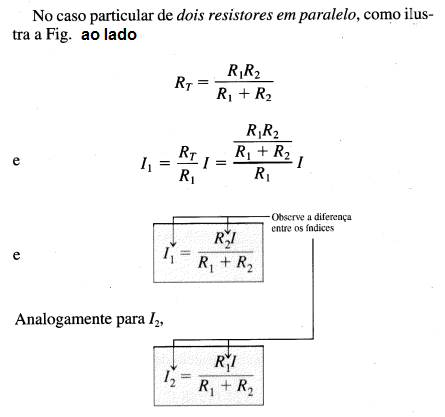 No caso particular de dois resistores em paralelo, como ilus-
tra a Fig. ao lado
R_T = R_1R_2 / (R_1 + R_2)
e I_1 = (R_T / R_1) I = ((R_1R_2 / (R_1 + R_2)) / R_1) I
Observe a diferença
entre os índices
e I_1 = R_2I / (R_1 + R_2)
Analogamente para I_2,
I_2 = R_1I / (R_1 + R_2)